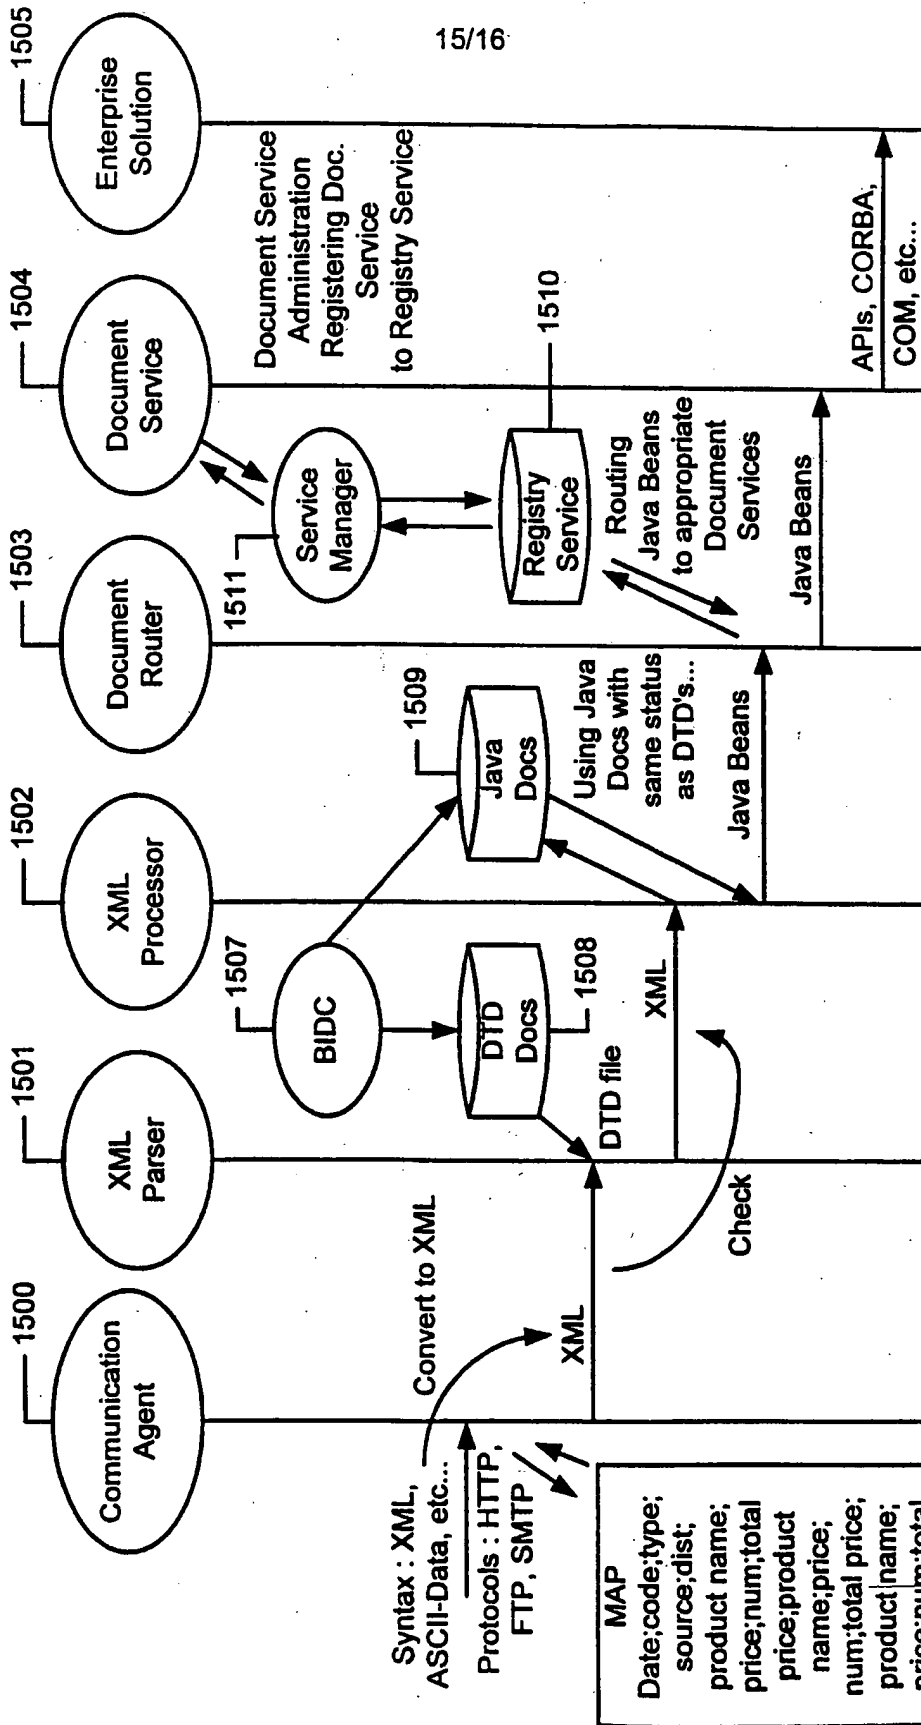 15/16
1500
1501
1502
1503
1504
1505
Communication
Agent
XML
Parser
XML
Processor
Document
Router
Document
Service
Enterprise
Solution
Syntax : XML,
ASCII-Data, etc...
Protocols : HTTP,
FTP, SMTP
Convert to XML
XML
MAP
Date;code;type;
source;dist;
product name;
price;num;total
price;product
name;price;
num;total price;
product name;
price;num;total
1507
BIDC
DTD
Docs
1508
DTD file
XML
Check
1509
Java
Docs
Using Java
Docs with
same status
as DTD's...
Java Beans
1511
Service
Manager
Registry
Service
1510
Routing
Java Beans
to appropriate
Document
Services
Java Beans
Document Service
Administration
Registering Doc.
Service
to Registry Service
APIs, CORBA,
COM, etc...